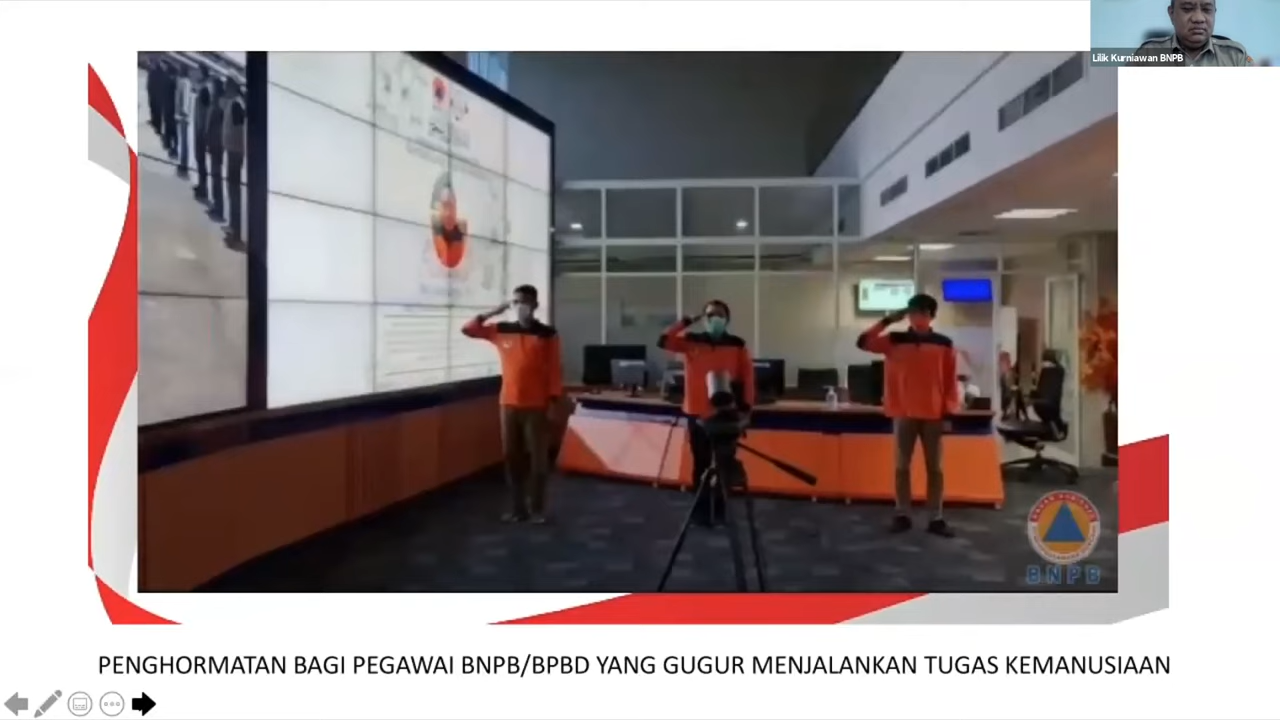 Lilik Kurniawan BNPB
BNPB
PENGHORMATAN BAGI PEGAWAI BNPB/BPBD YANG GUGUR MENJALANKAN TUGAS KEMANUSIAAN